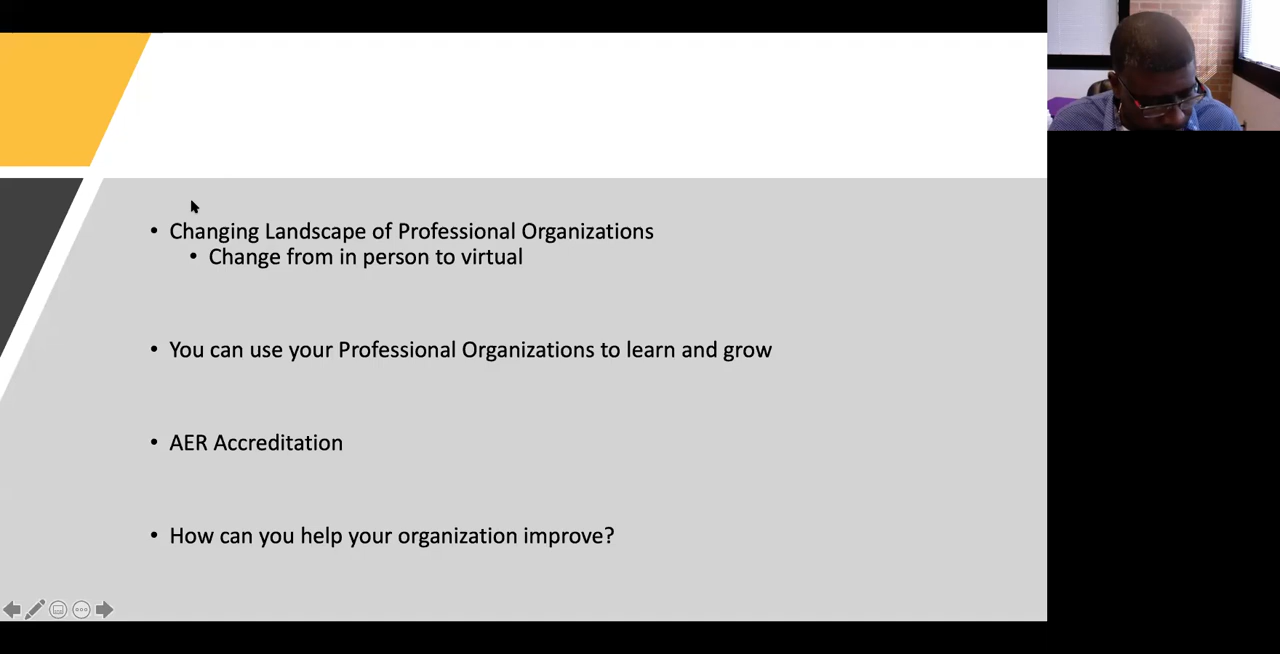 • Changing Landscape of Professional Organizations
• Change from in person to virtual
• You can use your Professional Organizations to learn and grow
• AER Accreditation
• How can you help your organization improve?